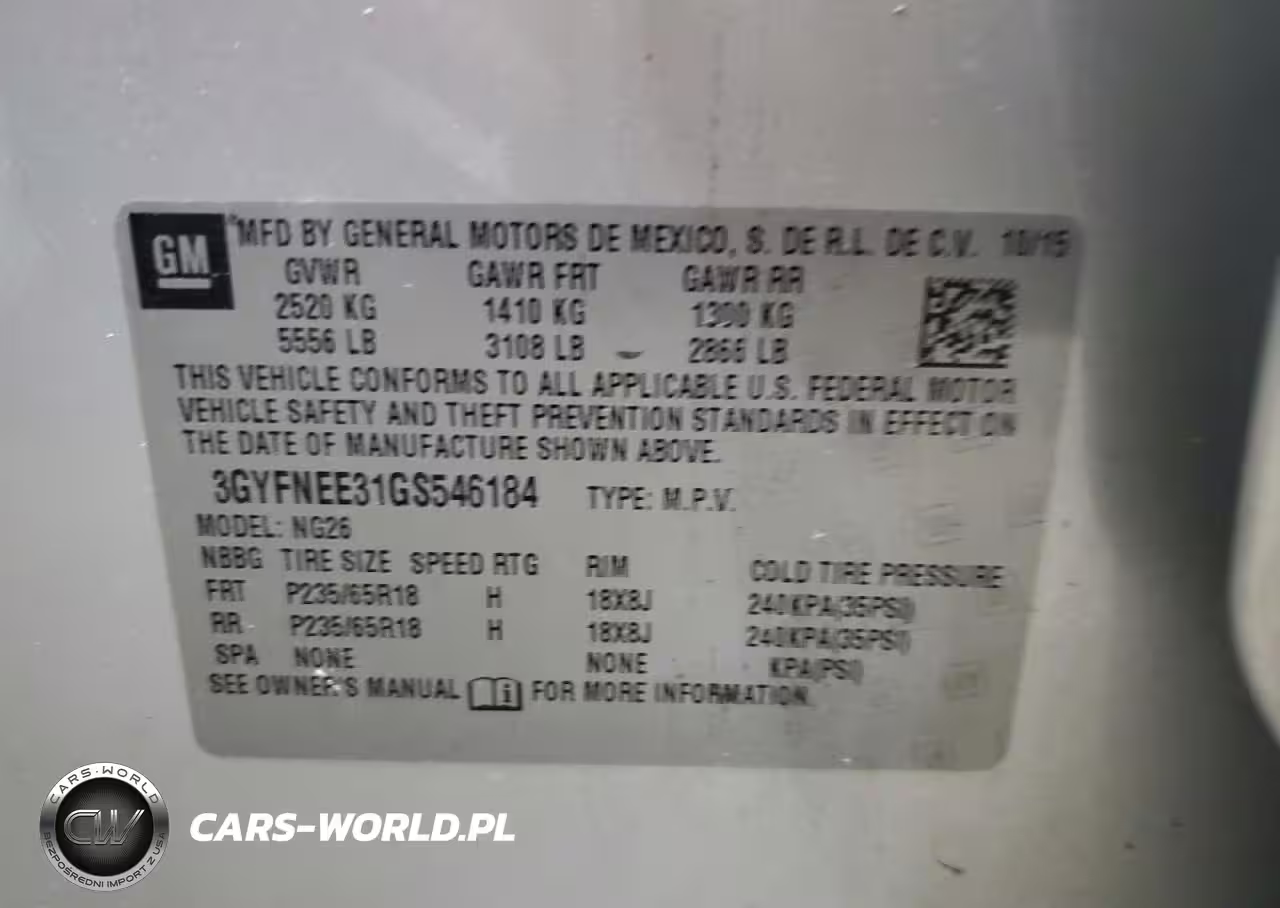 GM
MFD BY GENERAL MOTORS DE MEXICO, S. DE R.L. DE C.V. 10/15
GVWR GAWR FRT GAWR RR
2520 KG 1410 KG 1300 KG
5556 LB 3108 LB 2866 LB
THIS VEHICLE CONFORMS TO ALL APPLICABLE U.S. FEDERAL MOTOR
VEHICLE SAFETY AND THEFT PREVENTION STANDARDS IN EFFECT ON
THE DATE OF MANUFACTURE SHOWN ABOVE.
3GYFNEE31GS546184 TYPE: M.P.V.
MODEL: NG26
NBBG TIRE SIZE SPEED RTG RIM COLD TIRE PRESSURE
FRT P235/65R18 H 18X8J 240KPA(35PSI)
RR P235/65R18 H 18X8J 240KPA(35PSI)
SPA NONE NONE KPA(PSI)
SEE OWNER'S MANUAL FOR MORE INFORMATION.
CARS-WORLD
CW
BEZPOŚREDNI IMPORT Z USA
CARS-WORLD.PL